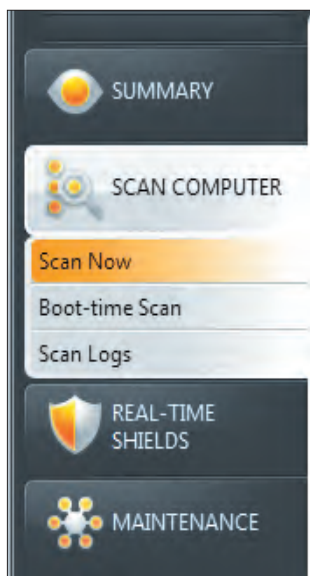 SUMMARY
SCAN COMPUTER
Scan Now
Boot-time Scan
Scan Logs
REAL-TIME
SHIELDS
MAINTENANCE